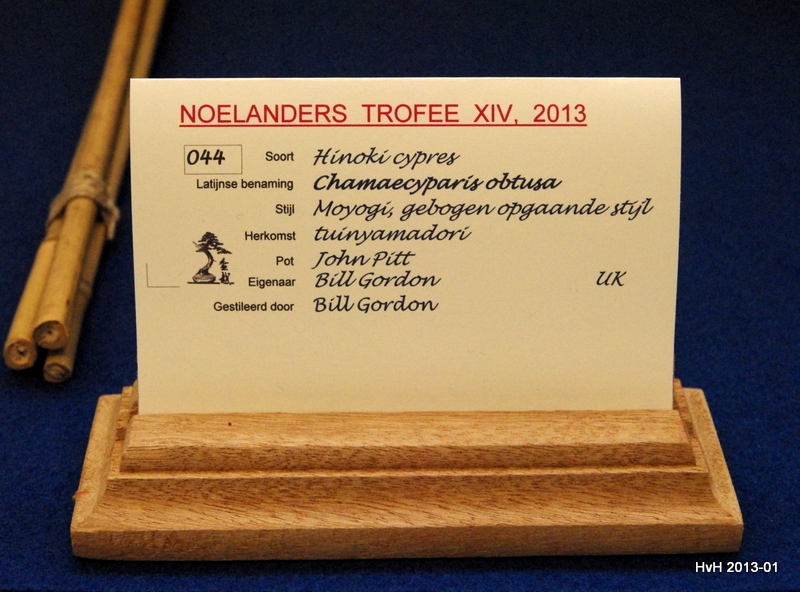 NOELANDERS TROFEE XIV, 2013
044 Soort Hinoki cypres
Latijnse benaming Chamaecyparis obtusa
Stijl Moyogi, gebogen opgaande stijl
Herkomst tuinyamadori
Pot John Pitt
Eigenaar Bill Gordon UK
Gestileerd door Bill Gordon
HvH 2013-01